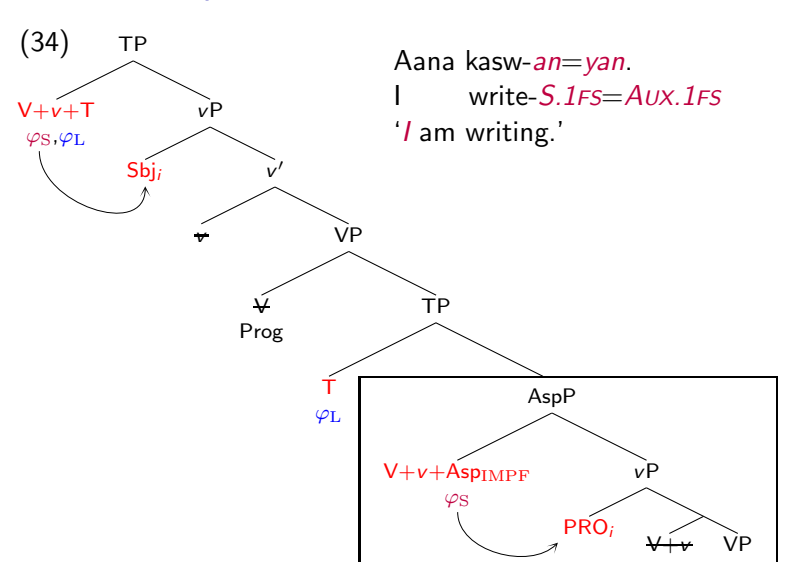 (34)
TP
Aana kasw-an=yan.
I write-S.1FS=AUX.1FS
‘I am writing.’
V+v+T
vP
φS,φL
Sbji
v′
v
VP
V
TP
Prog
T
AspP
φL
V+v+AspIMPF
vP
φS
PROi
V+v
VP